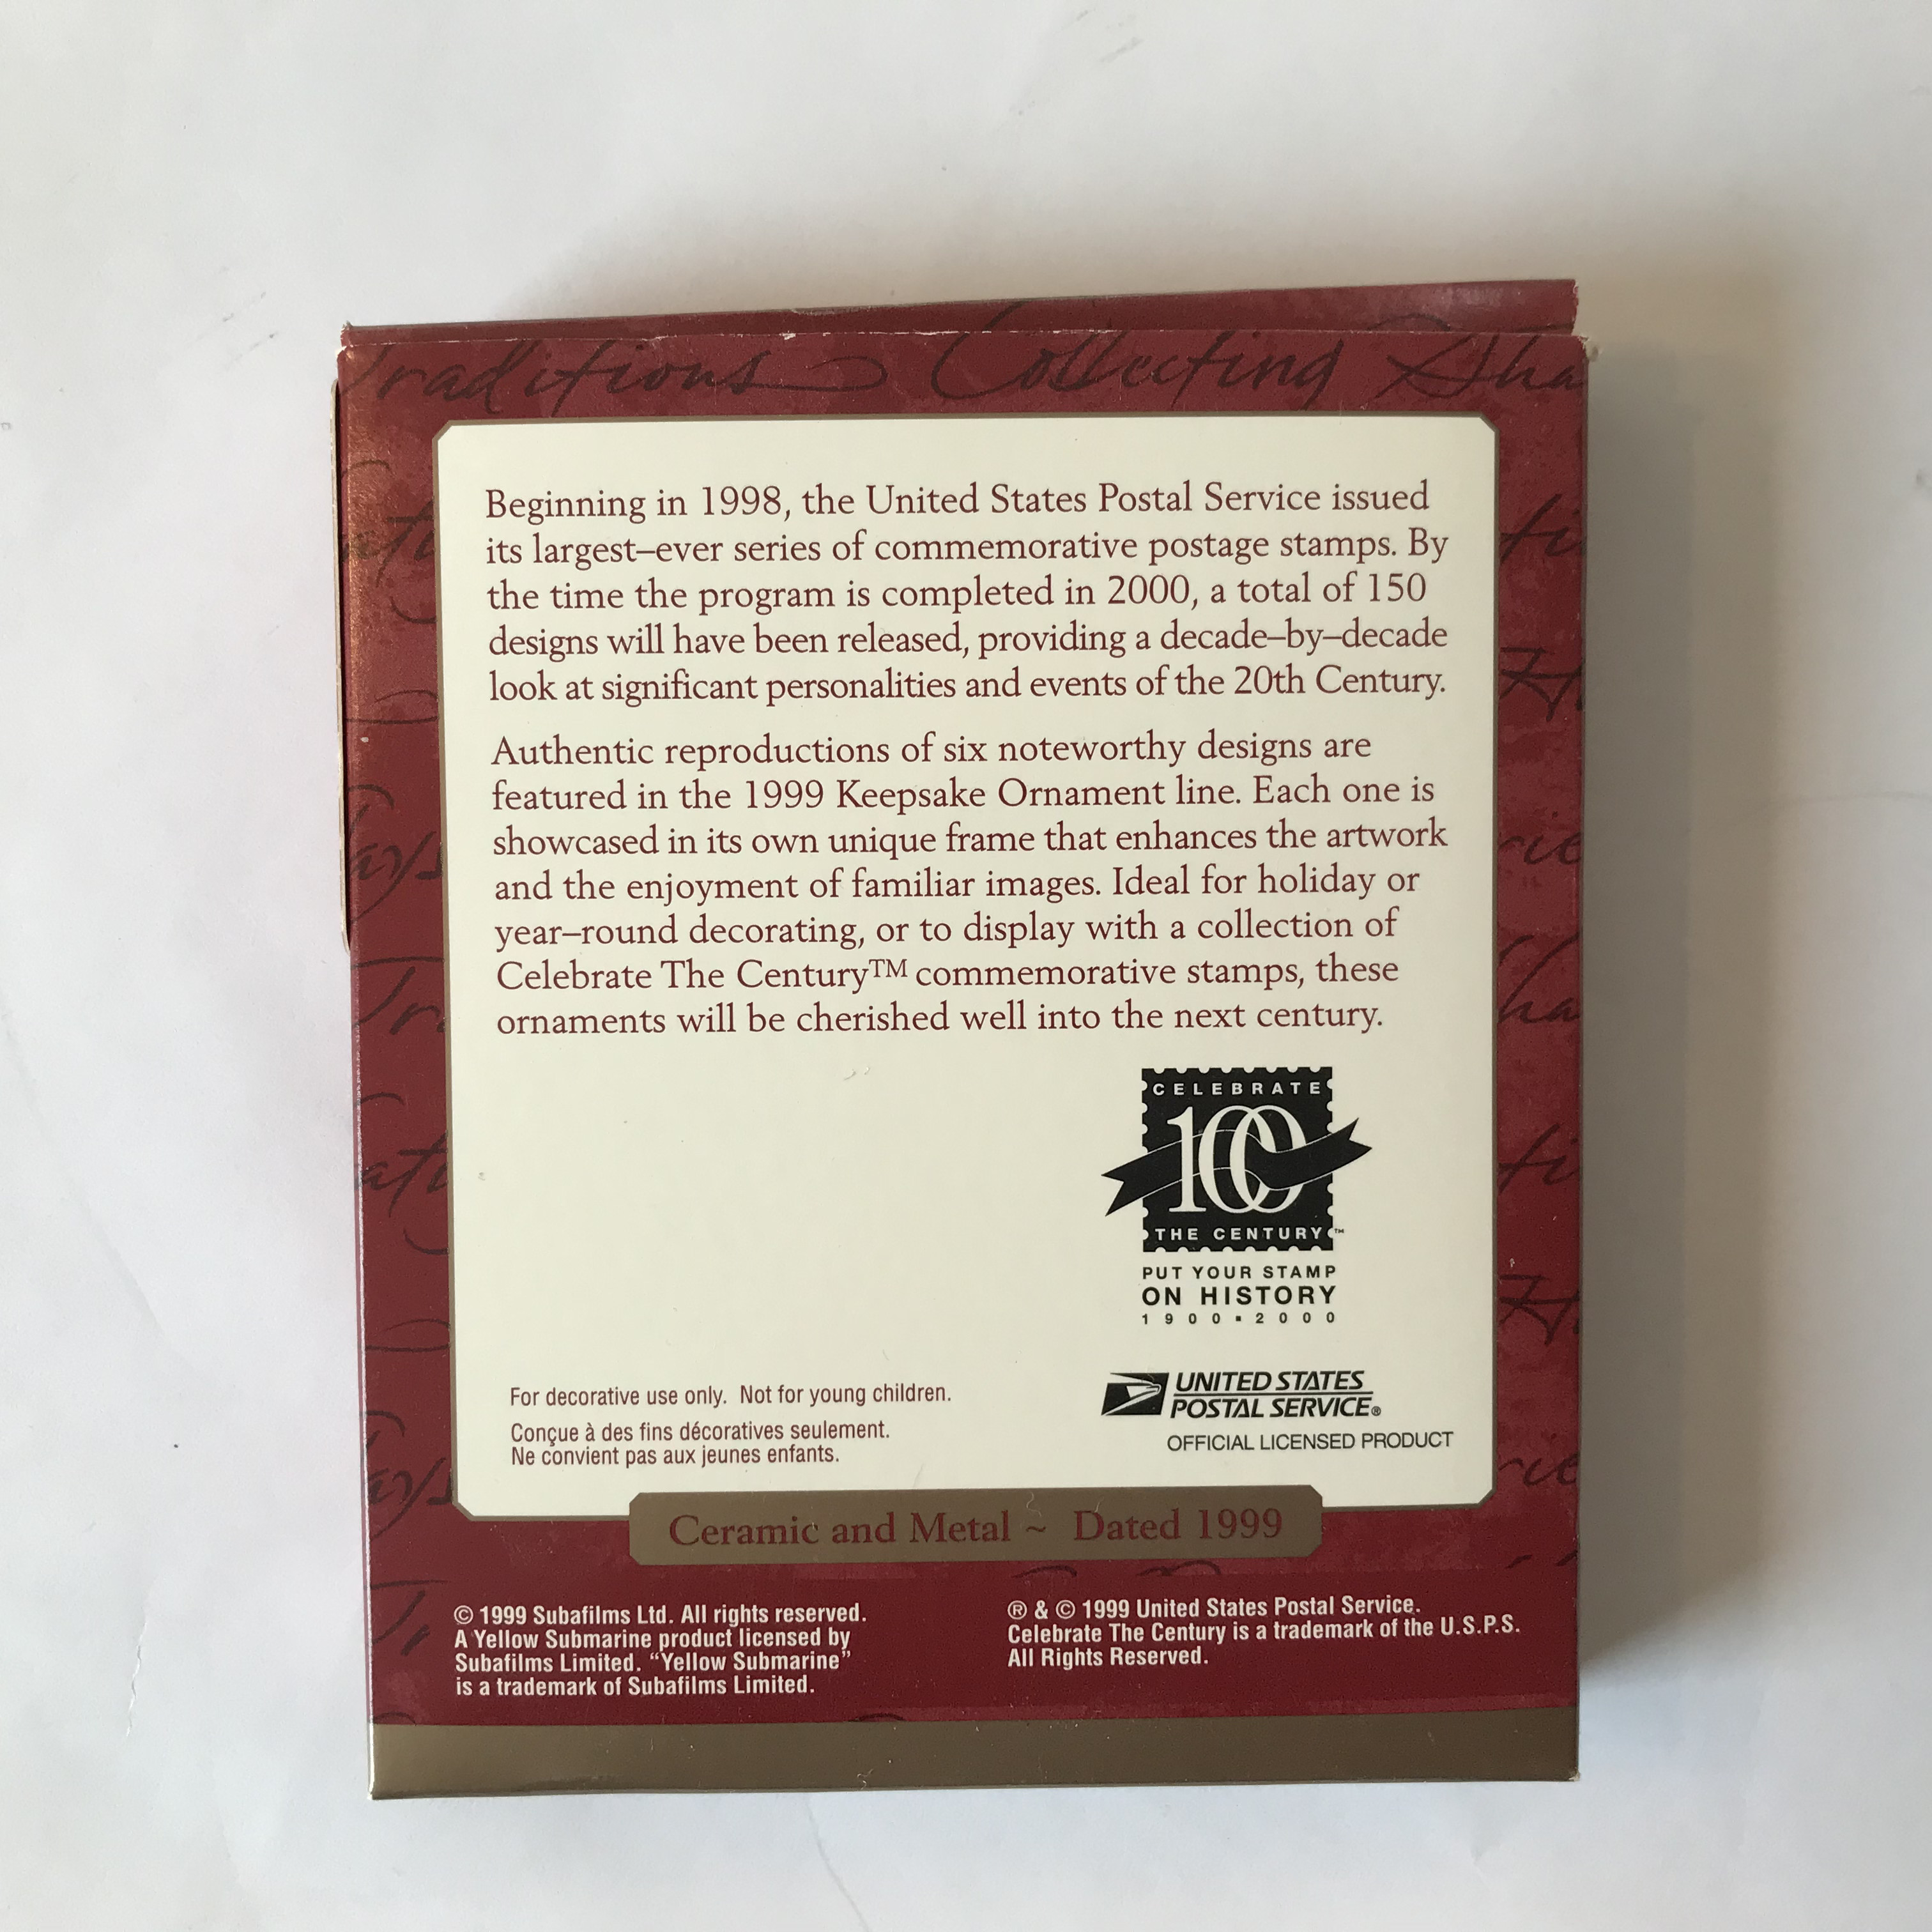 Traditions Collecting
Beginning in 1998, the United States Postal Service issued
its largest–ever series of commemorative postage stamps. By
the time the program is completed in 2000, a total of 150
designs will have been released, providing a decade–by–decade
look at significant personalities and events of the 20th Century.
Authentic reproductions of six noteworthy designs are
featured in the 1999 Keepsake Ornament line. Each one is
showcased in its own unique frame that enhances the artwork
and the enjoyment of familiar images. Ideal for holiday or
year–round decorating, or to display with a collection of
Celebrate The Century™ commemorative stamps, these
ornaments will be cherished well into the next century.
CELEBRATE
100
THE CENTURY™
PUT YOUR STAMP
ON HISTORY
1900▪2000
For decorative use only. Not for young children.
Conçue à des fins décoratives seulement.
Ne convient pas aux jeunes enfants.
UNITED STATES
POSTAL SERVICE®
OFFICIAL LICENSED PRODUCT
Ceramic and Metal ~ Dated 1999
© 1999 Subafilms Ltd. All rights reserved.
A Yellow Submarine product licensed by
Subafilms Limited. “Yellow Submarine”
is a trademark of Subafilms Limited.
® & © 1999 United States Postal Service.
Celebrate The Century is a trademark of the U.S.P.S.
All Rights Reserved.